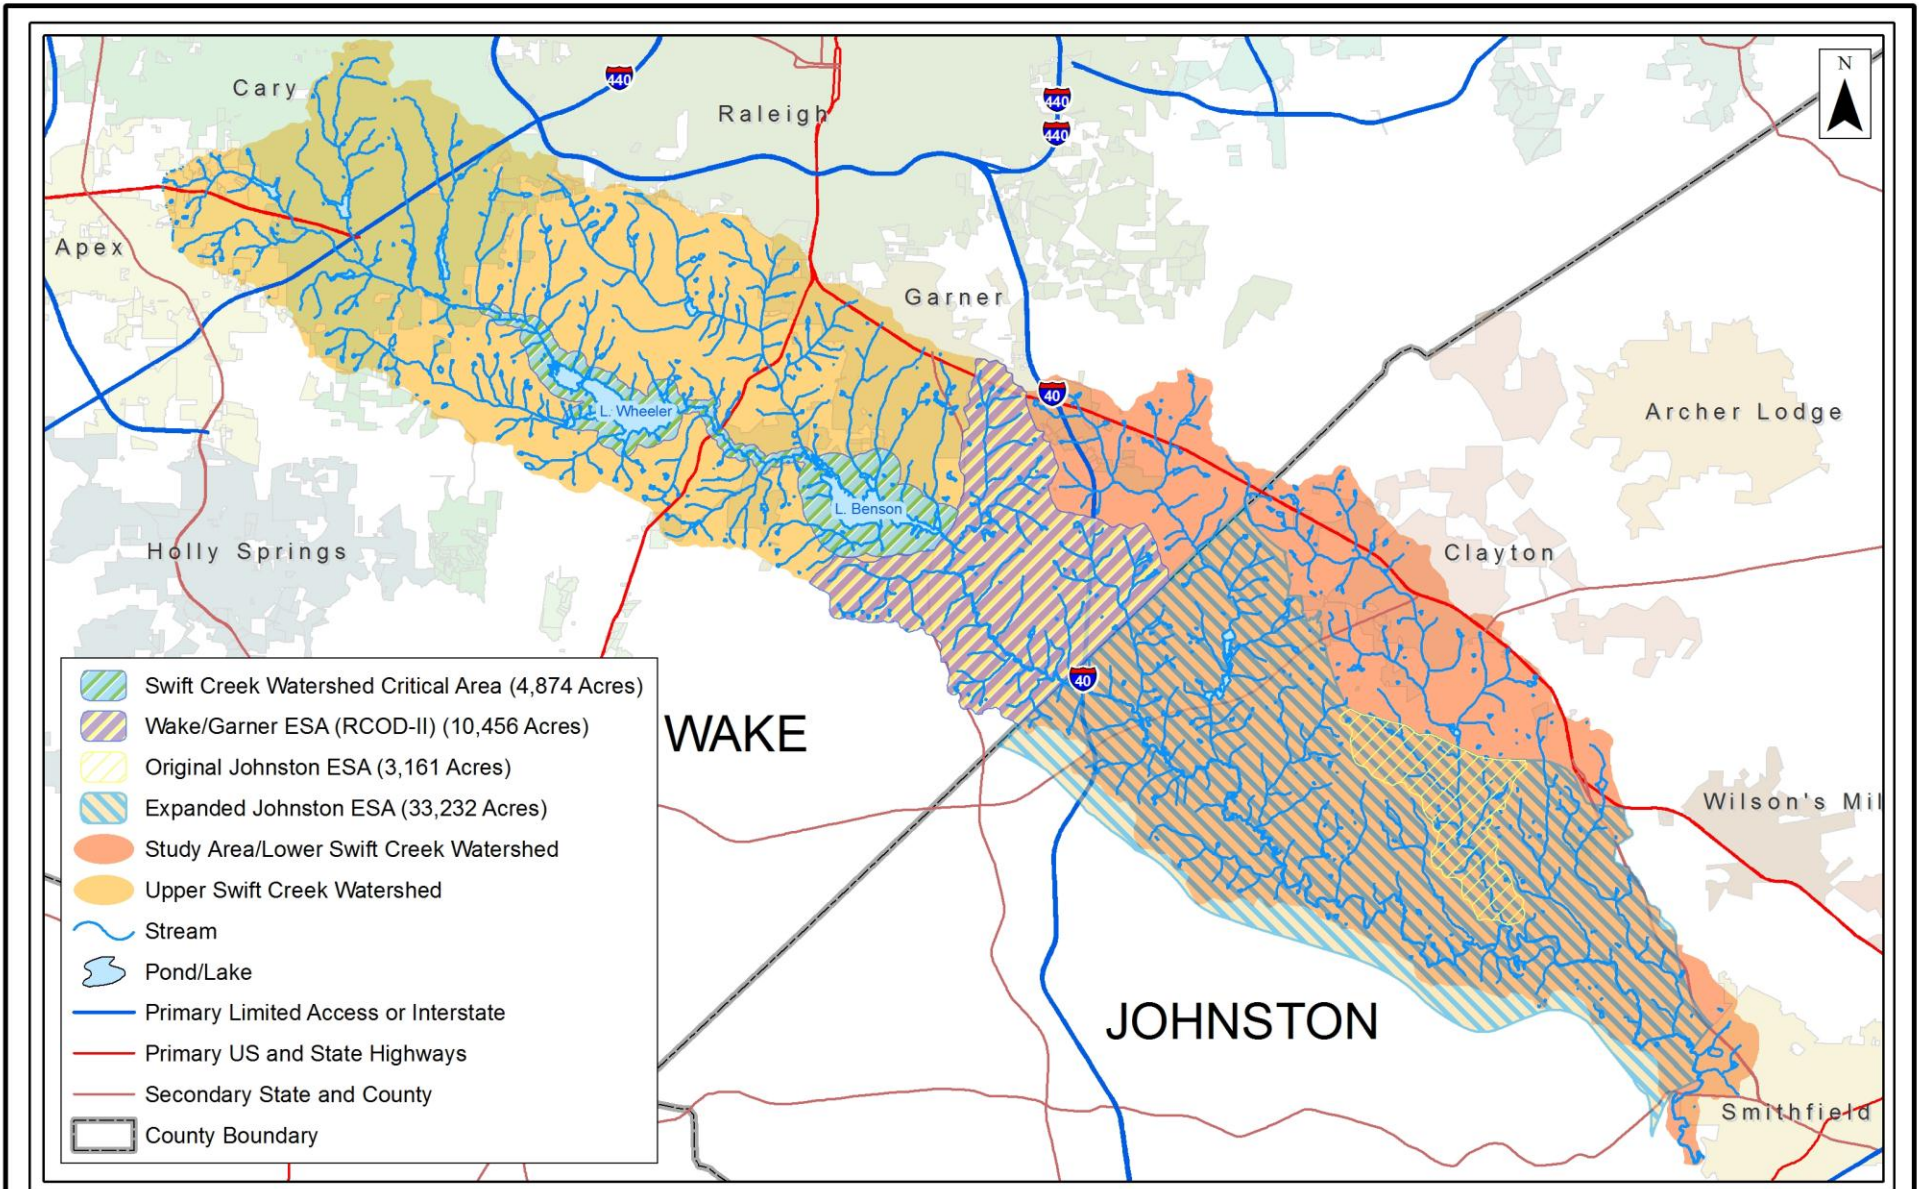 N
440
Cary
440
Raleigh
440
Apex
Garner
40
L. Wheeler
Archer Lodge
L. Benson
Holly Springs
Clayton
40
Swift Creek Watershed Critical Area (4,874 Acres)
Wake/Garner ESA (RCOD-II) (10,456 Acres)
Original Johnston ESA (3,161 Acres)
Expanded Johnston ESA (33,232 Acres)
Study Area/Lower Swift Creek Watershed
Upper Swift Creek Watershed
Stream
Pond/Lake
Primary Limited Access or Interstate
Primary US and State Highways
Secondary State and County
County Boundary
WAKE
Wilson's Mil
JOHNSTON
Smithfield